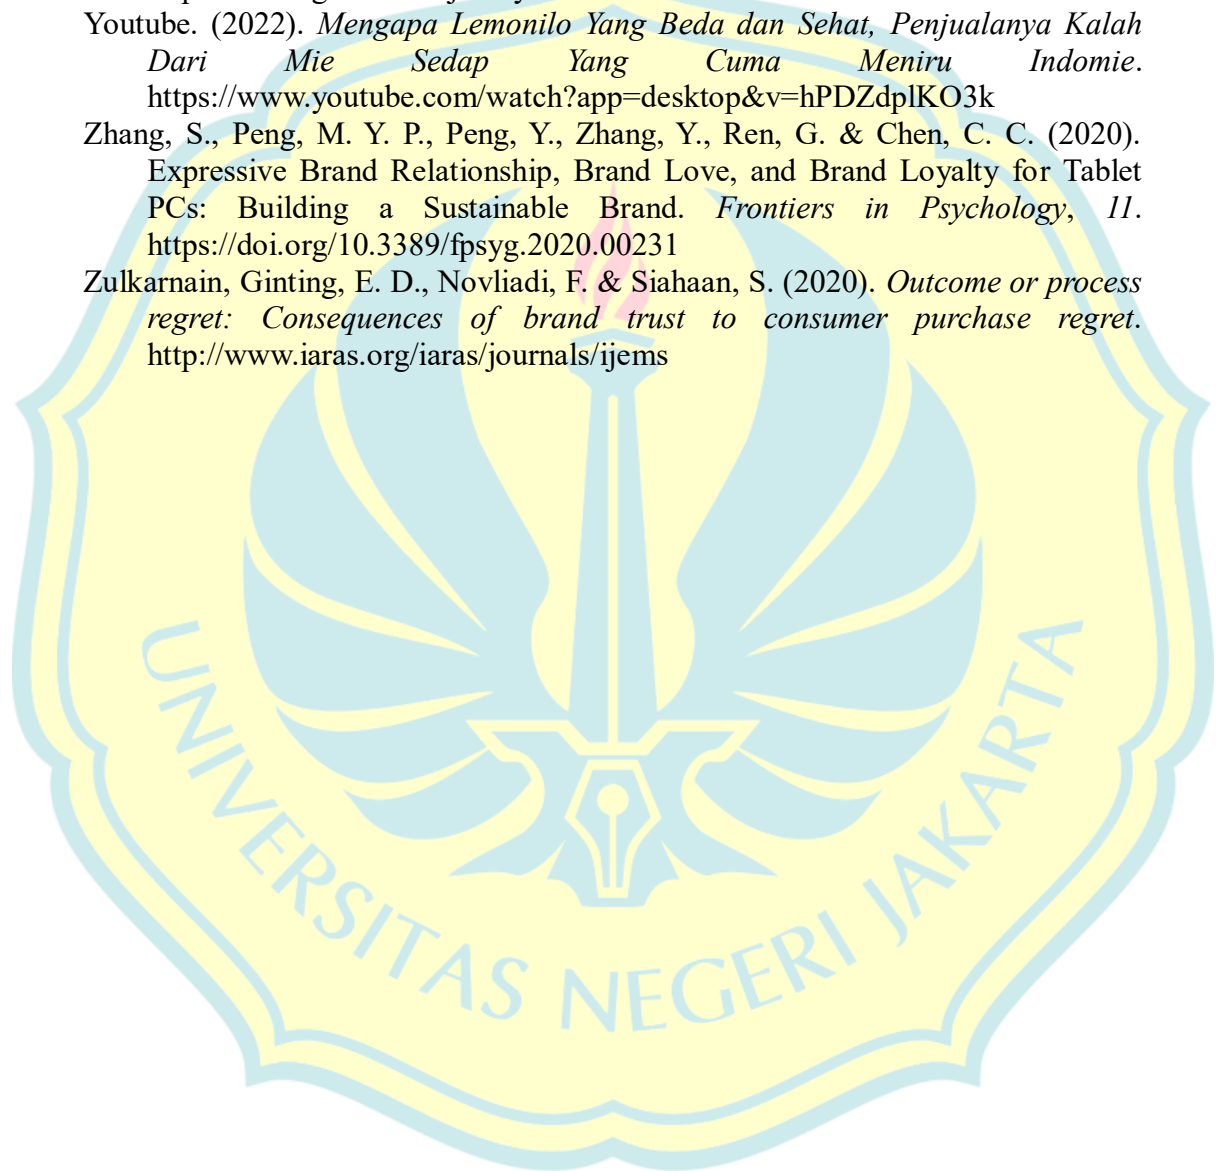 Youtube. (2022). Mengapa Lemonilo Yang Beda dan Sehat, Penjualanya Kalah
Dari Mie Sedap Yang Cuma Meniru Indomie.
https://www.youtube.com/watch?app=desktop&v=hPDZdplKO3k
Zhang, S., Peng, M. Y. P., Peng, Y., Zhang, Y., Ren, G. & Chen, C. C. (2020).
Expressive Brand Relationship, Brand Love, and Brand Loyalty for Tablet
PCs: Building a Sustainable Brand. Frontiers in Psychology, 11.
https://doi.org/10.3389/fpsyg.2020.00231
Zulkarnain, Ginting, E. D., Novliadi, F. & Siahaan, S. (2020). Outcome or process
regret: Consequences of brand trust to consumer purchase regret.
http://www.iaras.org/iaras/journals/ijems
UNIVERSITAS NEGERI JAKARTA